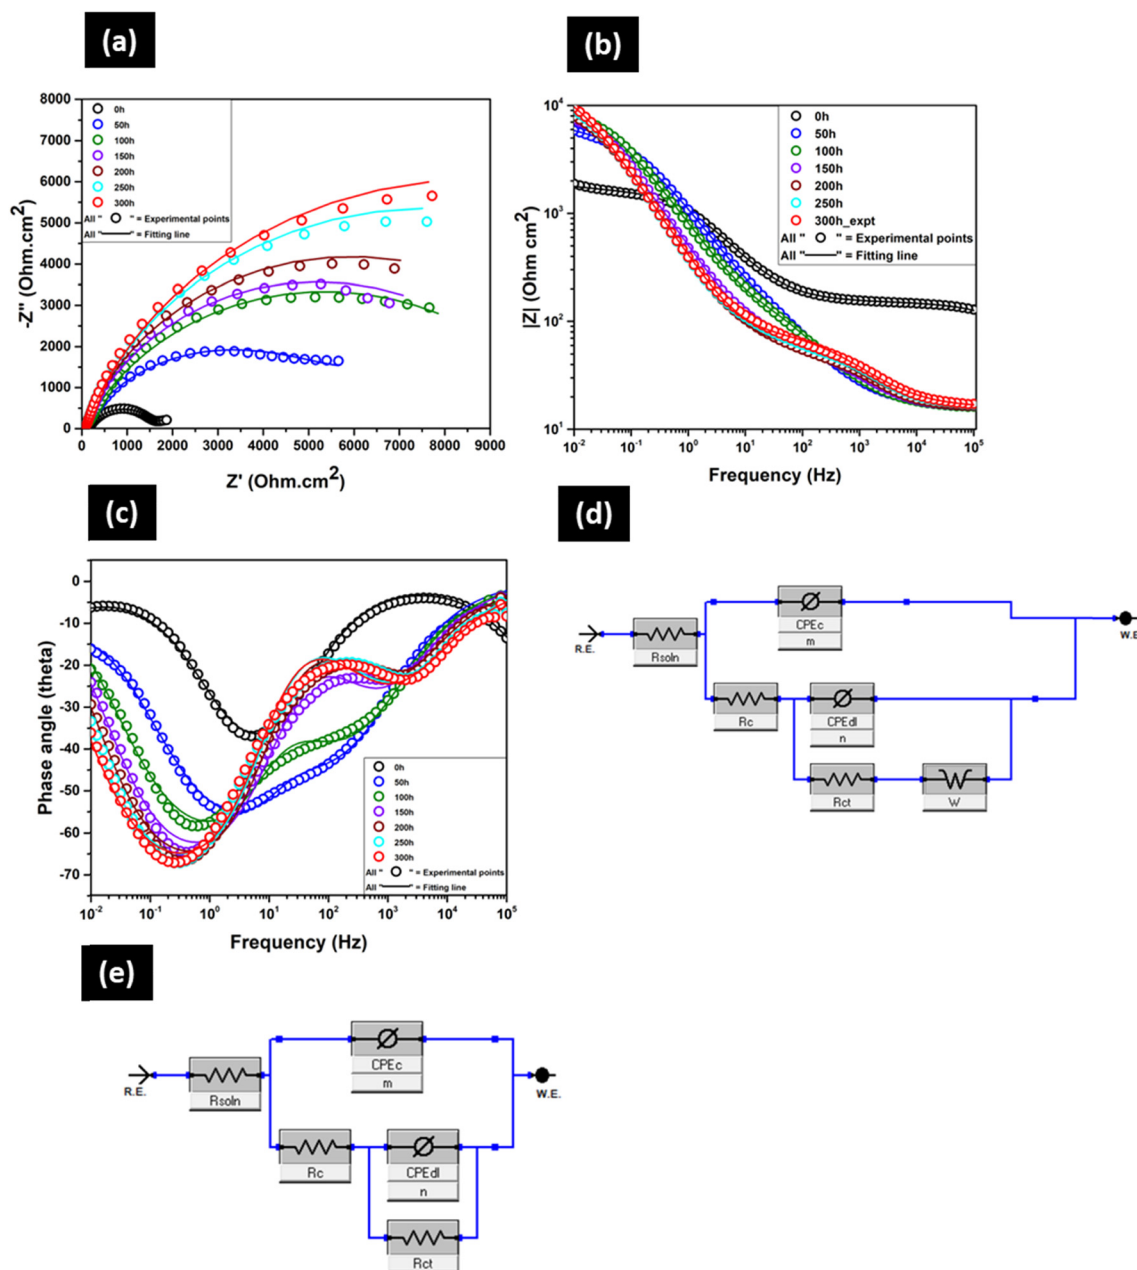 (a)
8000
7000
6000
5000
4000
3000
2000
1000
0
0h
50h
100h
150h
200h
250h
300h
All " O " = Experimental points
All "——" = Fitting line
-Z'' (Ohm.cm2)
0 1000 2000 3000 4000 5000 6000 7000 8000 9000
Z' (Ohm.cm2)
(b)
10^4
10^3
10^2
10^1
0h
50h
100h
150h
200h
250h
300h_expt
All " O " = Experimental points
All "——" = Fitting line
|Z| (Ohm cm2)
10^-2 10^-1 10^0 10^1 10^2 10^3 10^4 10^5
Frequency (Hz)
(c)
0
-10
-20
-30
-40
-50
-60
-70
0h
50h
100h
150h
200h
250h
300h
All " O " = Experimental points
All "——" = Fitting line
Phase angle (theta)
10^-2 10^-1 10^0 10^1 10^2 10^3 10^4 10^5
Frequency (Hz)
(d)
R.E.
Rsoln
CPEc
m
W.E.
Rc
CPEdl
n
Rct
W
(e)
R.E.
Rsoln
CPEc
m
W.E.
Rc
CPEdl
n
Rct